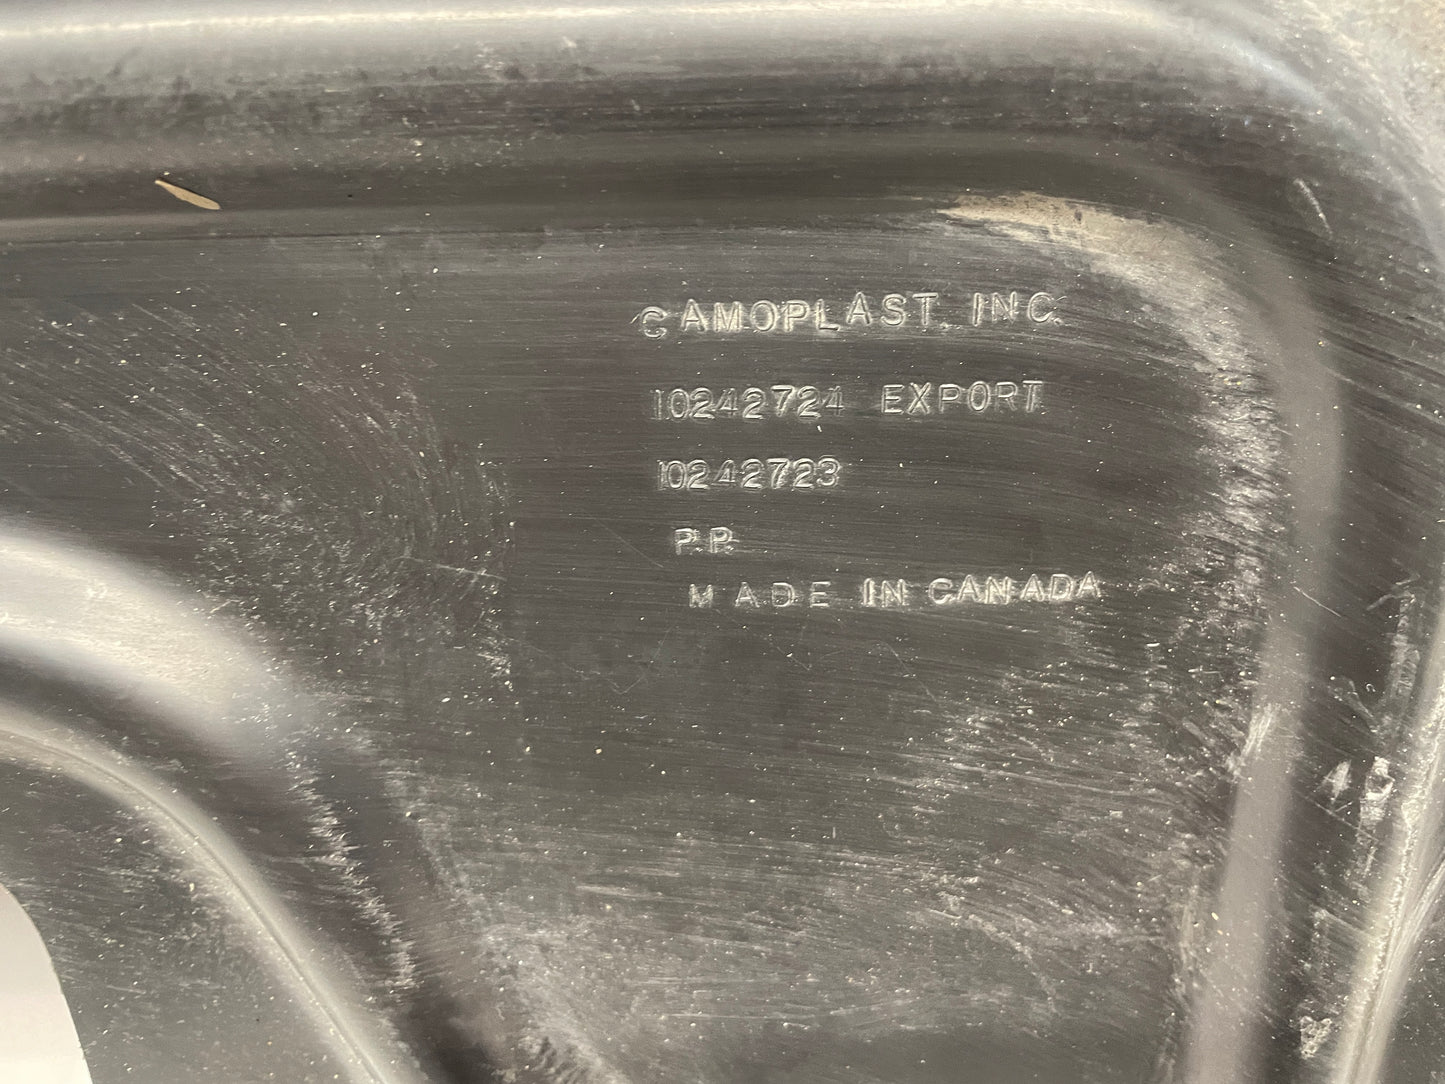 CAMOPLAST, INC.
10242724 EXPORT
10242723
P.P.
MADE IN CANADA